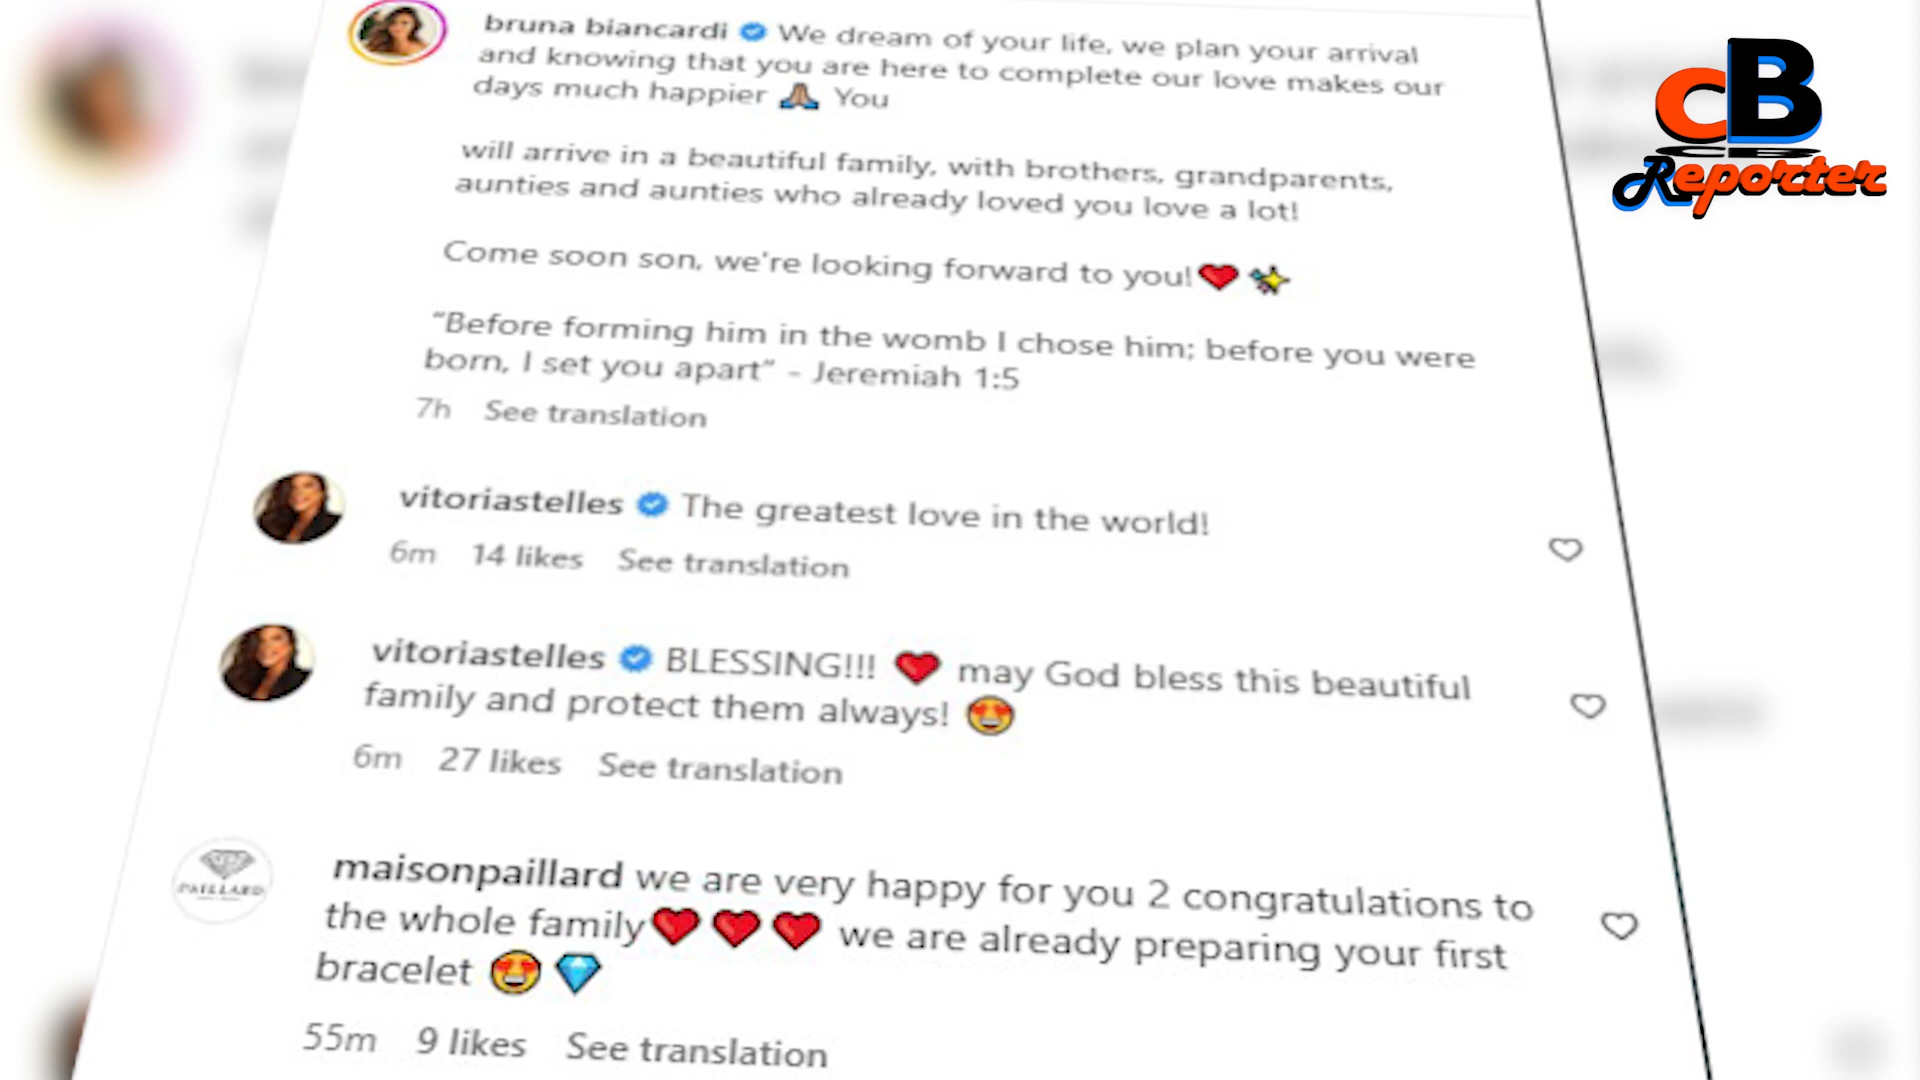 CB
Reporter
bruna biancardi We dream of your life, we plan your arrival
and knowing that you are here to complete our love makes our
days much happier 🙏🏽 You
will arrive in a beautiful family, with brothers, grandparents,
aunties and aunties who already loved you love a lot!
Come soon son, we're looking forward to you!❤️✨
“Before forming him in the womb I chose him; before you were
born, I set you apart” - Jeremiah 1:5
7h See translation
vitoriastelles The greatest love in the world!
6m 14 likes See translation
vitoriastelles BLESSING!!! ❤️ may God bless this beautiful
family and protect them always! 😍
6m 27 likes See translation
PAILLARD
maisonpaillard we are very happy for you 2 congratulations to
the whole family❤️❤️❤️ we are already preparing your first
bracelet 😍💎
55m 9 likes See translation